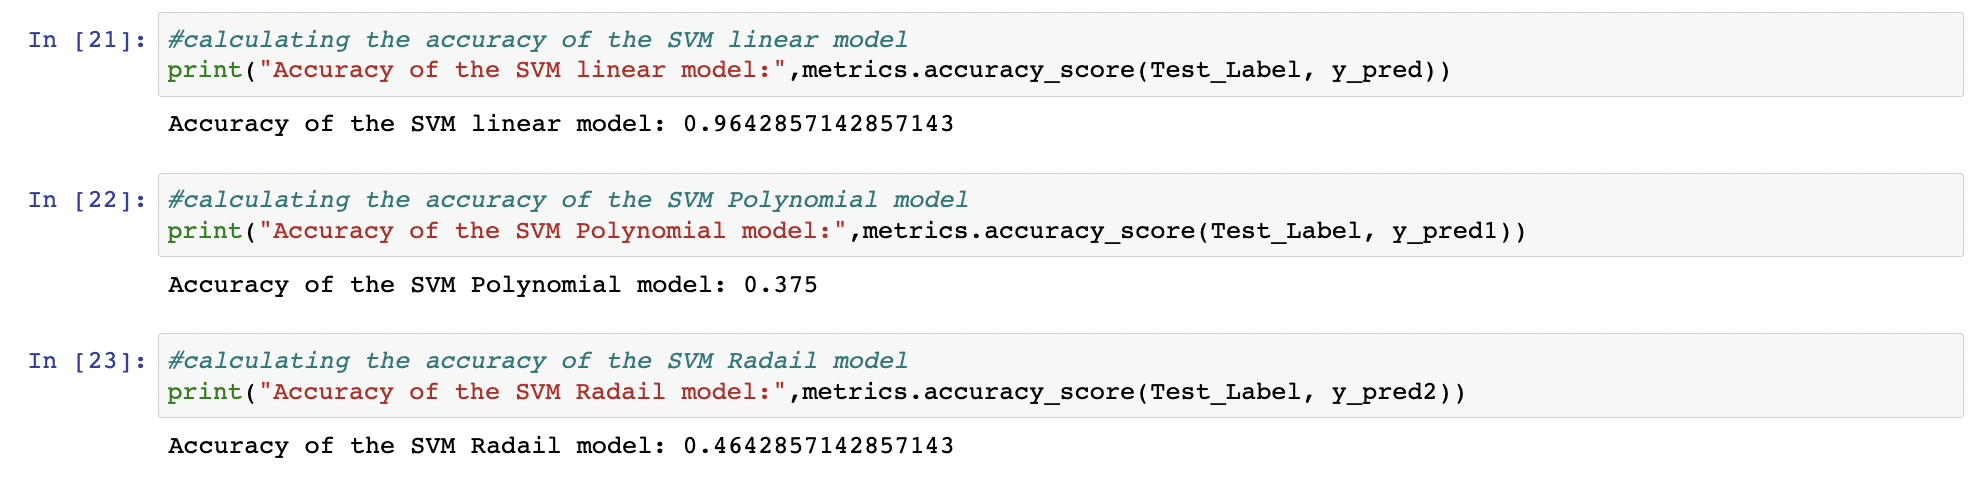 In [21]: #calculating the accuracy of the SVM linear model
print("Accuracy of the SVM linear model:",metrics.accuracy_score(Test_Label, y_pred))
Accuracy of the SVM linear model: 0.9642857142857143
In [22]: #calculating the accuracy of the SVM Polynomial model
print("Accuracy of the SVM Polynomial model:",metrics.accuracy_score(Test_Label, y_pred1))
Accuracy of the SVM Polynomial model: 0.375
In [23]: #calculating the accuracy of the SVM Radail model
print("Accuracy of the SVM Radail model:",metrics.accuracy_score(Test_Label, y_pred2))
Accuracy of the SVM Radail model: 0.4642857142857143